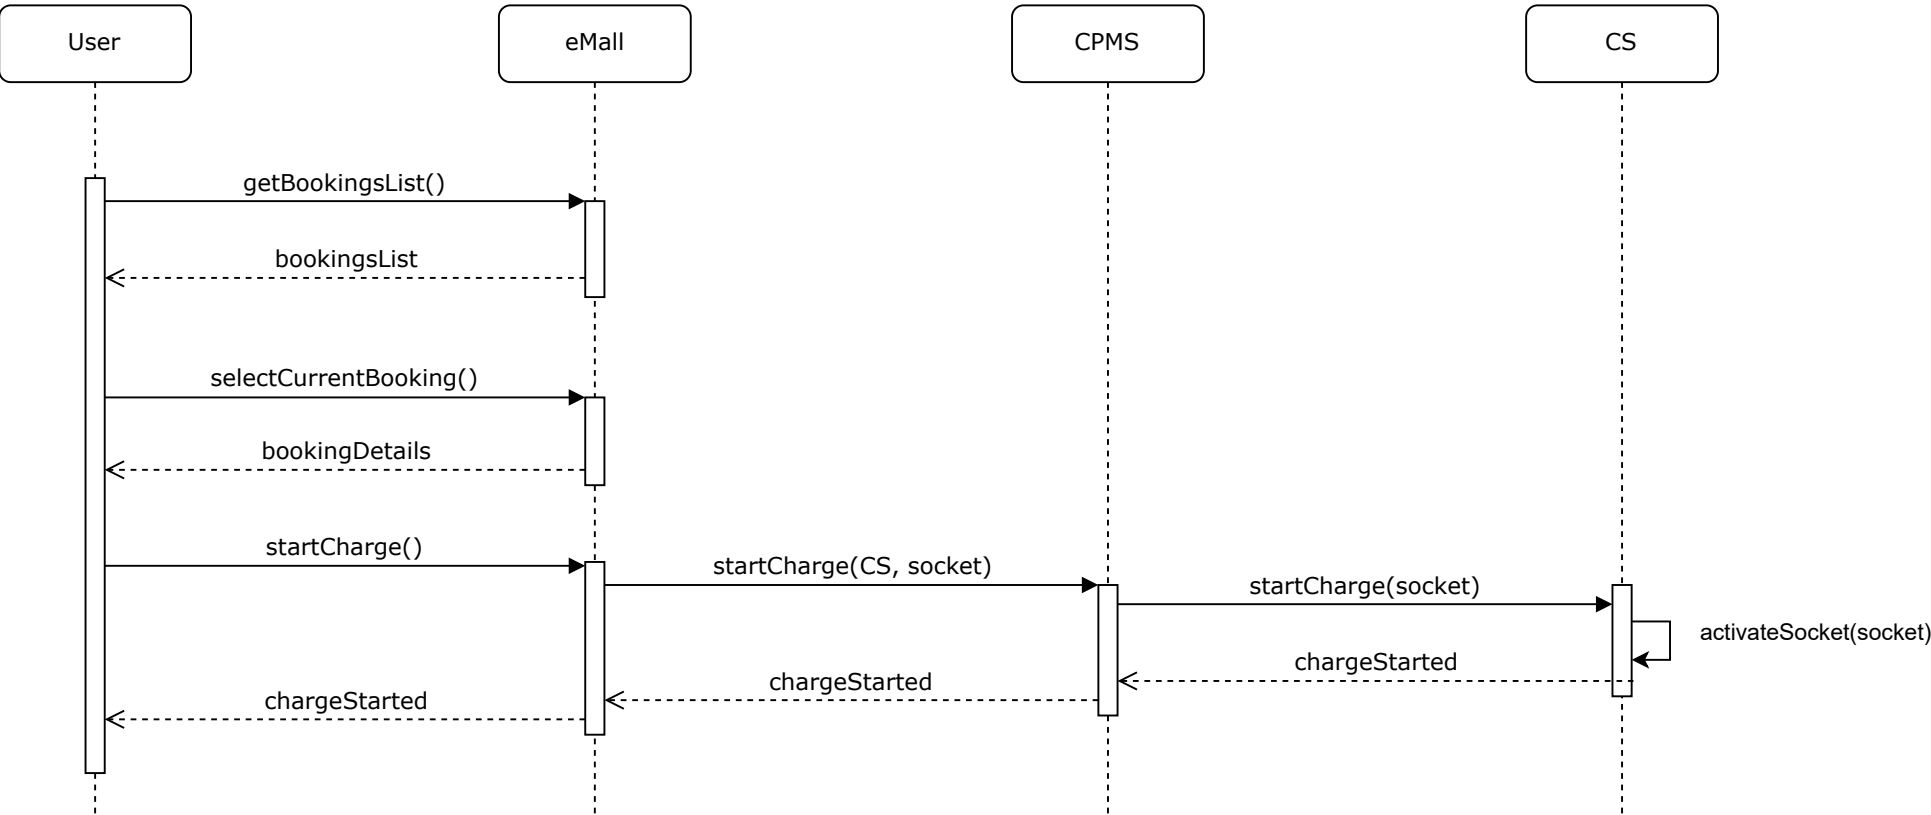 User
eMall
CPMS
CS
getBookingsList()
bookingsList
selectCurrentBooking()
bookingDetails
startCharge()
startCharge(CS, socket)
startCharge(socket)
activateSocket(socket)
chargeStarted
chargeStarted
chargeStarted